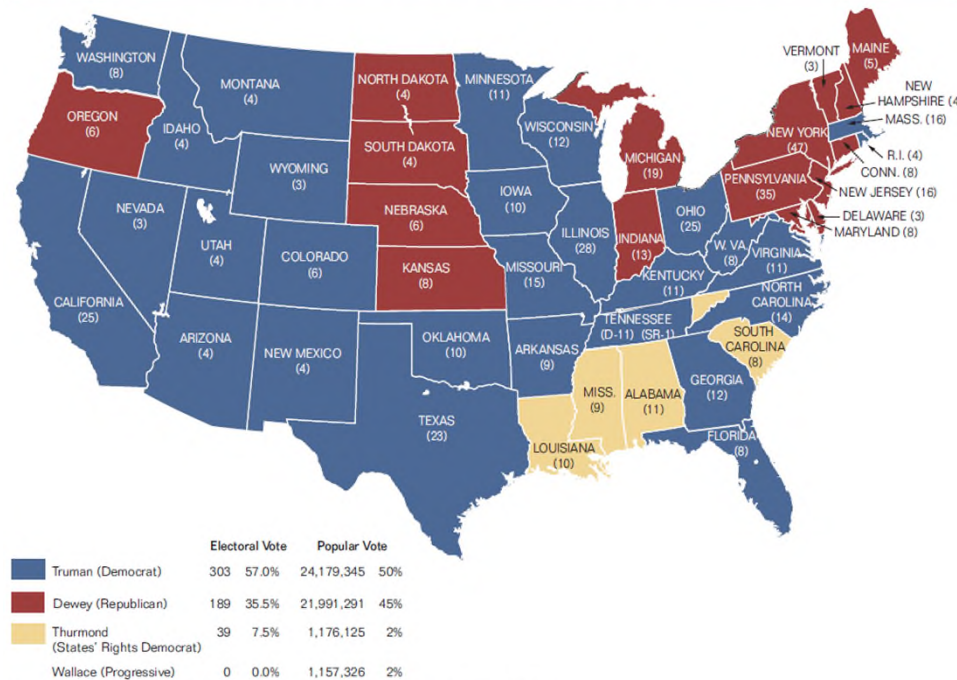 WASHINGTON
(8)
OREGON
(6)
CALIFORNIA
(25)
NEVADA
(3)
IDAHO
(4)
MONTANA
(4)
WYOMING
(3)
UTAH
(4)
COLORADO
(6)
ARIZONA
(4)
NEW MEXICO
(4)
NORTH DAKOTA
(4)
SOUTH DAKOTA
(4)
NEBRASKA
(6)
KANSAS
(8)
OKLAHOMA
(10)
TEXAS
(23)
MINNESOTA
(11)
IOWA
(10)
MISSOURI
(15)
ARKANSAS
(9)
LOUISIANA
(10)
WISCONSIN
(12)
ILLINOIS
(28)
MICHIGAN
(19)
INDIANA
(13)
OHIO
(25)
KENTUCKY
(11)
TENNESSEE
(D-11) (SR-1)
MISS.
(9)
ALABAMA
(11)
GEORGIA
(12)
FLORIDA
(8)
SOUTH
CAROLINA
(8)
NORTH
CAROLINA
(14)
VIRGINIA
(11)
W. VA
(8)
PENNSYLVANIA
(35)
NEW YORK
(47)
VERMONT
(3)
MAINE
(5)
NEW
HAMPSHIRE (4
MASS. (16)
R.I. (4)
CONN. (8)
NEW JERSEY (16)
DELAWARE (3)
MARYLAND (8)
Electoral Vote Popular Vote
Truman (Democrat) 303 57.0% 24,179,345 50%
Dewey (Republican) 189 35.5% 21,991,291 45%
Thurmond 39 7.5% 1,176,125 2%
(States' Rights Democrat)
Wallace (Progressive) 0 0.0% 1,157,326 2%